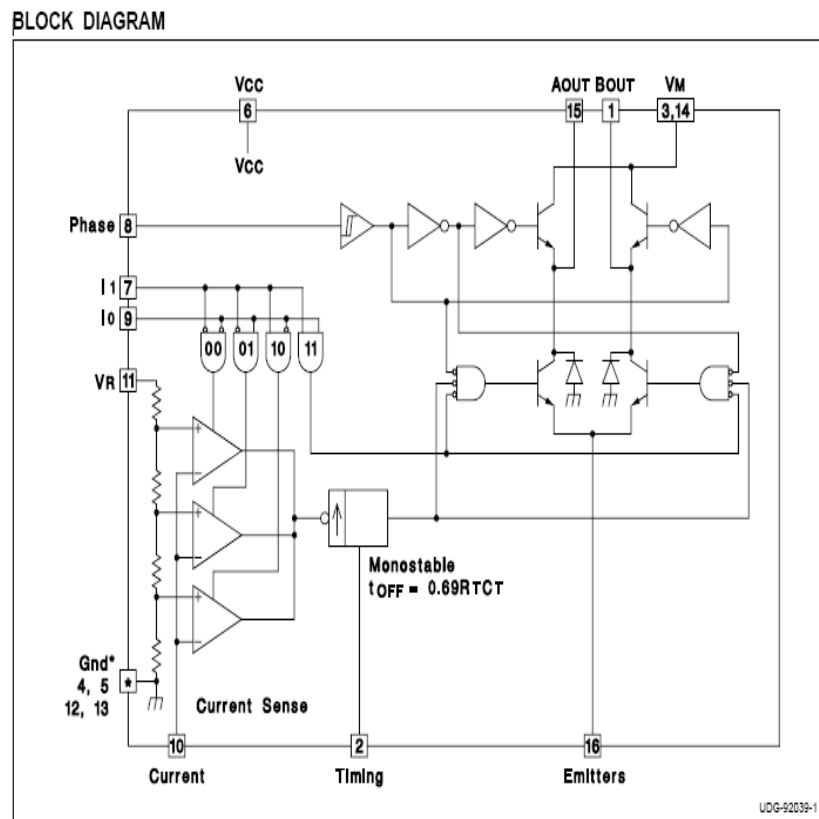 BLOCK DIAGRAM
VCC
AOUT BOUT VM
6
15
1
3,14
VCC
Phase 8
I1 7
I0 9
00
01
10
11
VR 11
Monostable
tOFF = 0.69RTCT
Gnd*
4, 5
12, 13
*
Current Sense
10
2
16
Current
Timing
Emitters
UDG-92039-1